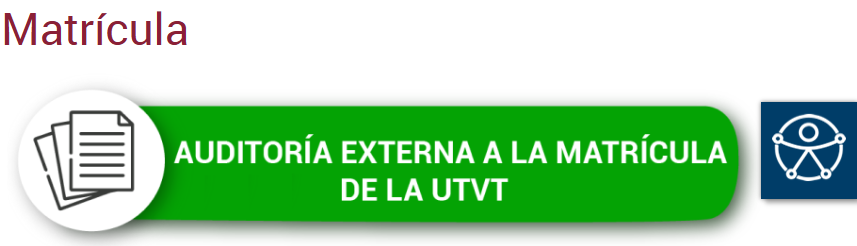 Matrícula
AUDITORÍA EXTERNA A LA MATRÍCULA
DE LA UTVT